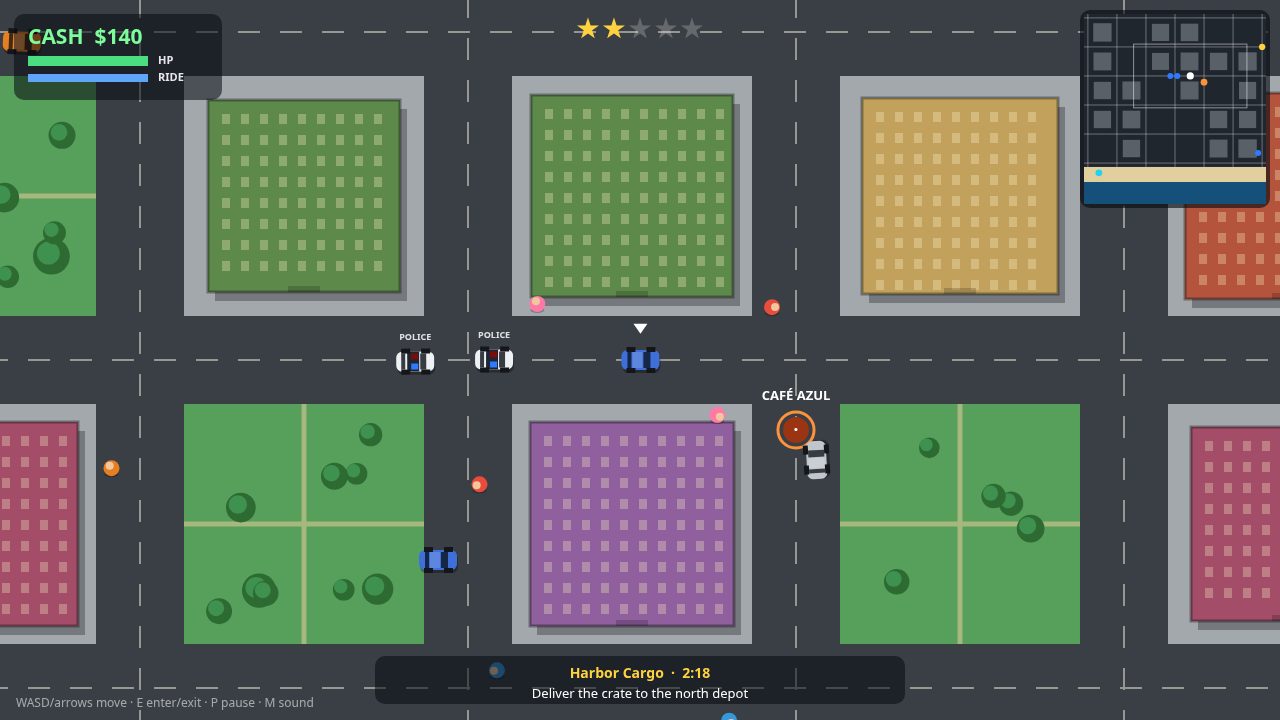 CASH $140
HP
RIDE
POLICE
POLICE
CAFÉ AZUL
Harbor Cargo · 2:18
Deliver the crate to the north depot
WASD/arrows move · E enter/exit · P pause · M sound